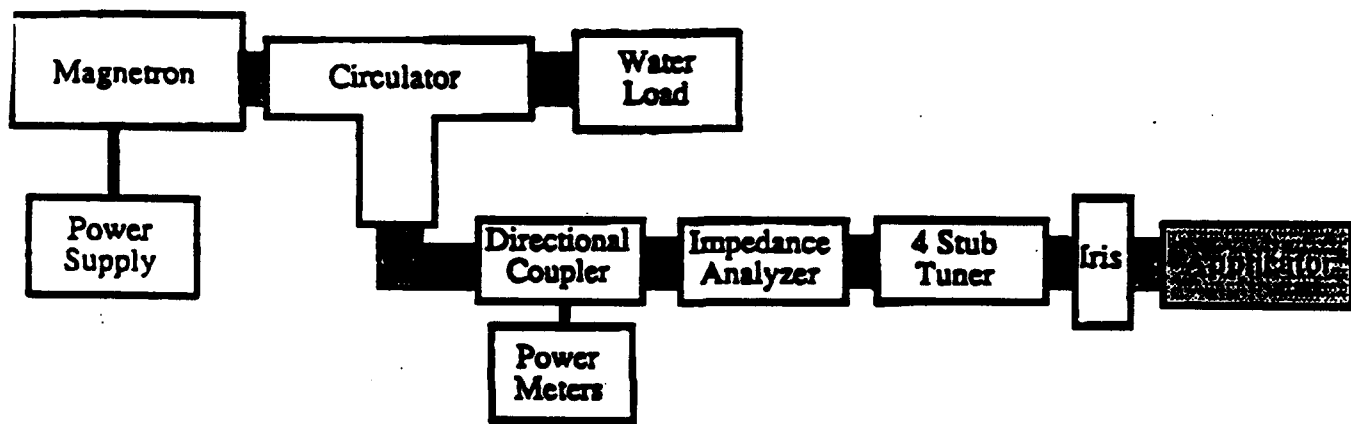 Magnetron
Circulator
Water
Load
Power
Supply
Directional
Coupler
Impedance
Analyzer
4 Stub
Tuner
Iris
Applicator
Power
Meters